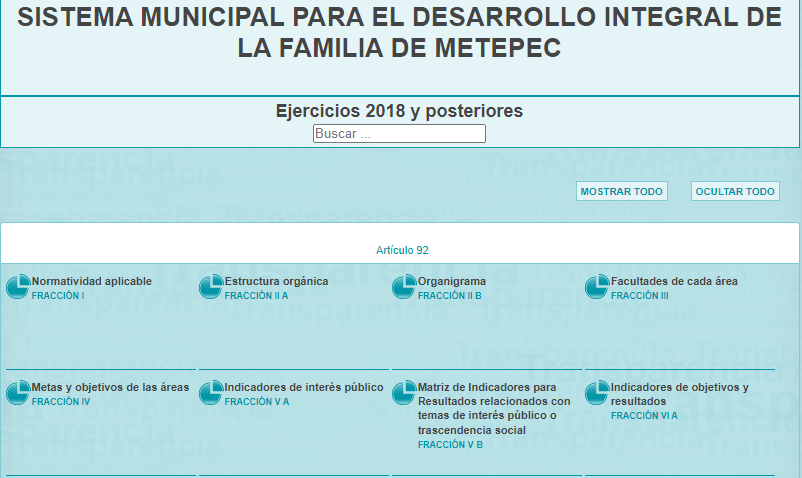 SISTEMA MUNICIPAL PARA EL DESARROLLO INTEGRAL DE
LA FAMILIA DE METEPEC
Ejercicios 2018 y posteriores
Buscar ...
MOSTRAR TODO
OCULTAR TODO
Artículo 92
Normatividad aplicable
FRACCIÓN I
Estructura orgánica
FRACCIÓN II A
Organigrama
FRACCIÓN II B
Facultades de cada área
FRACCIÓN III
Metas y objetivos de las áreas
FRACCIÓN IV
Indicadores de interés público
FRACCIÓN V A
Matriz de Indicadores para
Resultados relacionados con
temas de interés público o
trascendencia social
FRACCIÓN V B
Indicadores de objetivos y
resultados
FRACCIÓN VI A